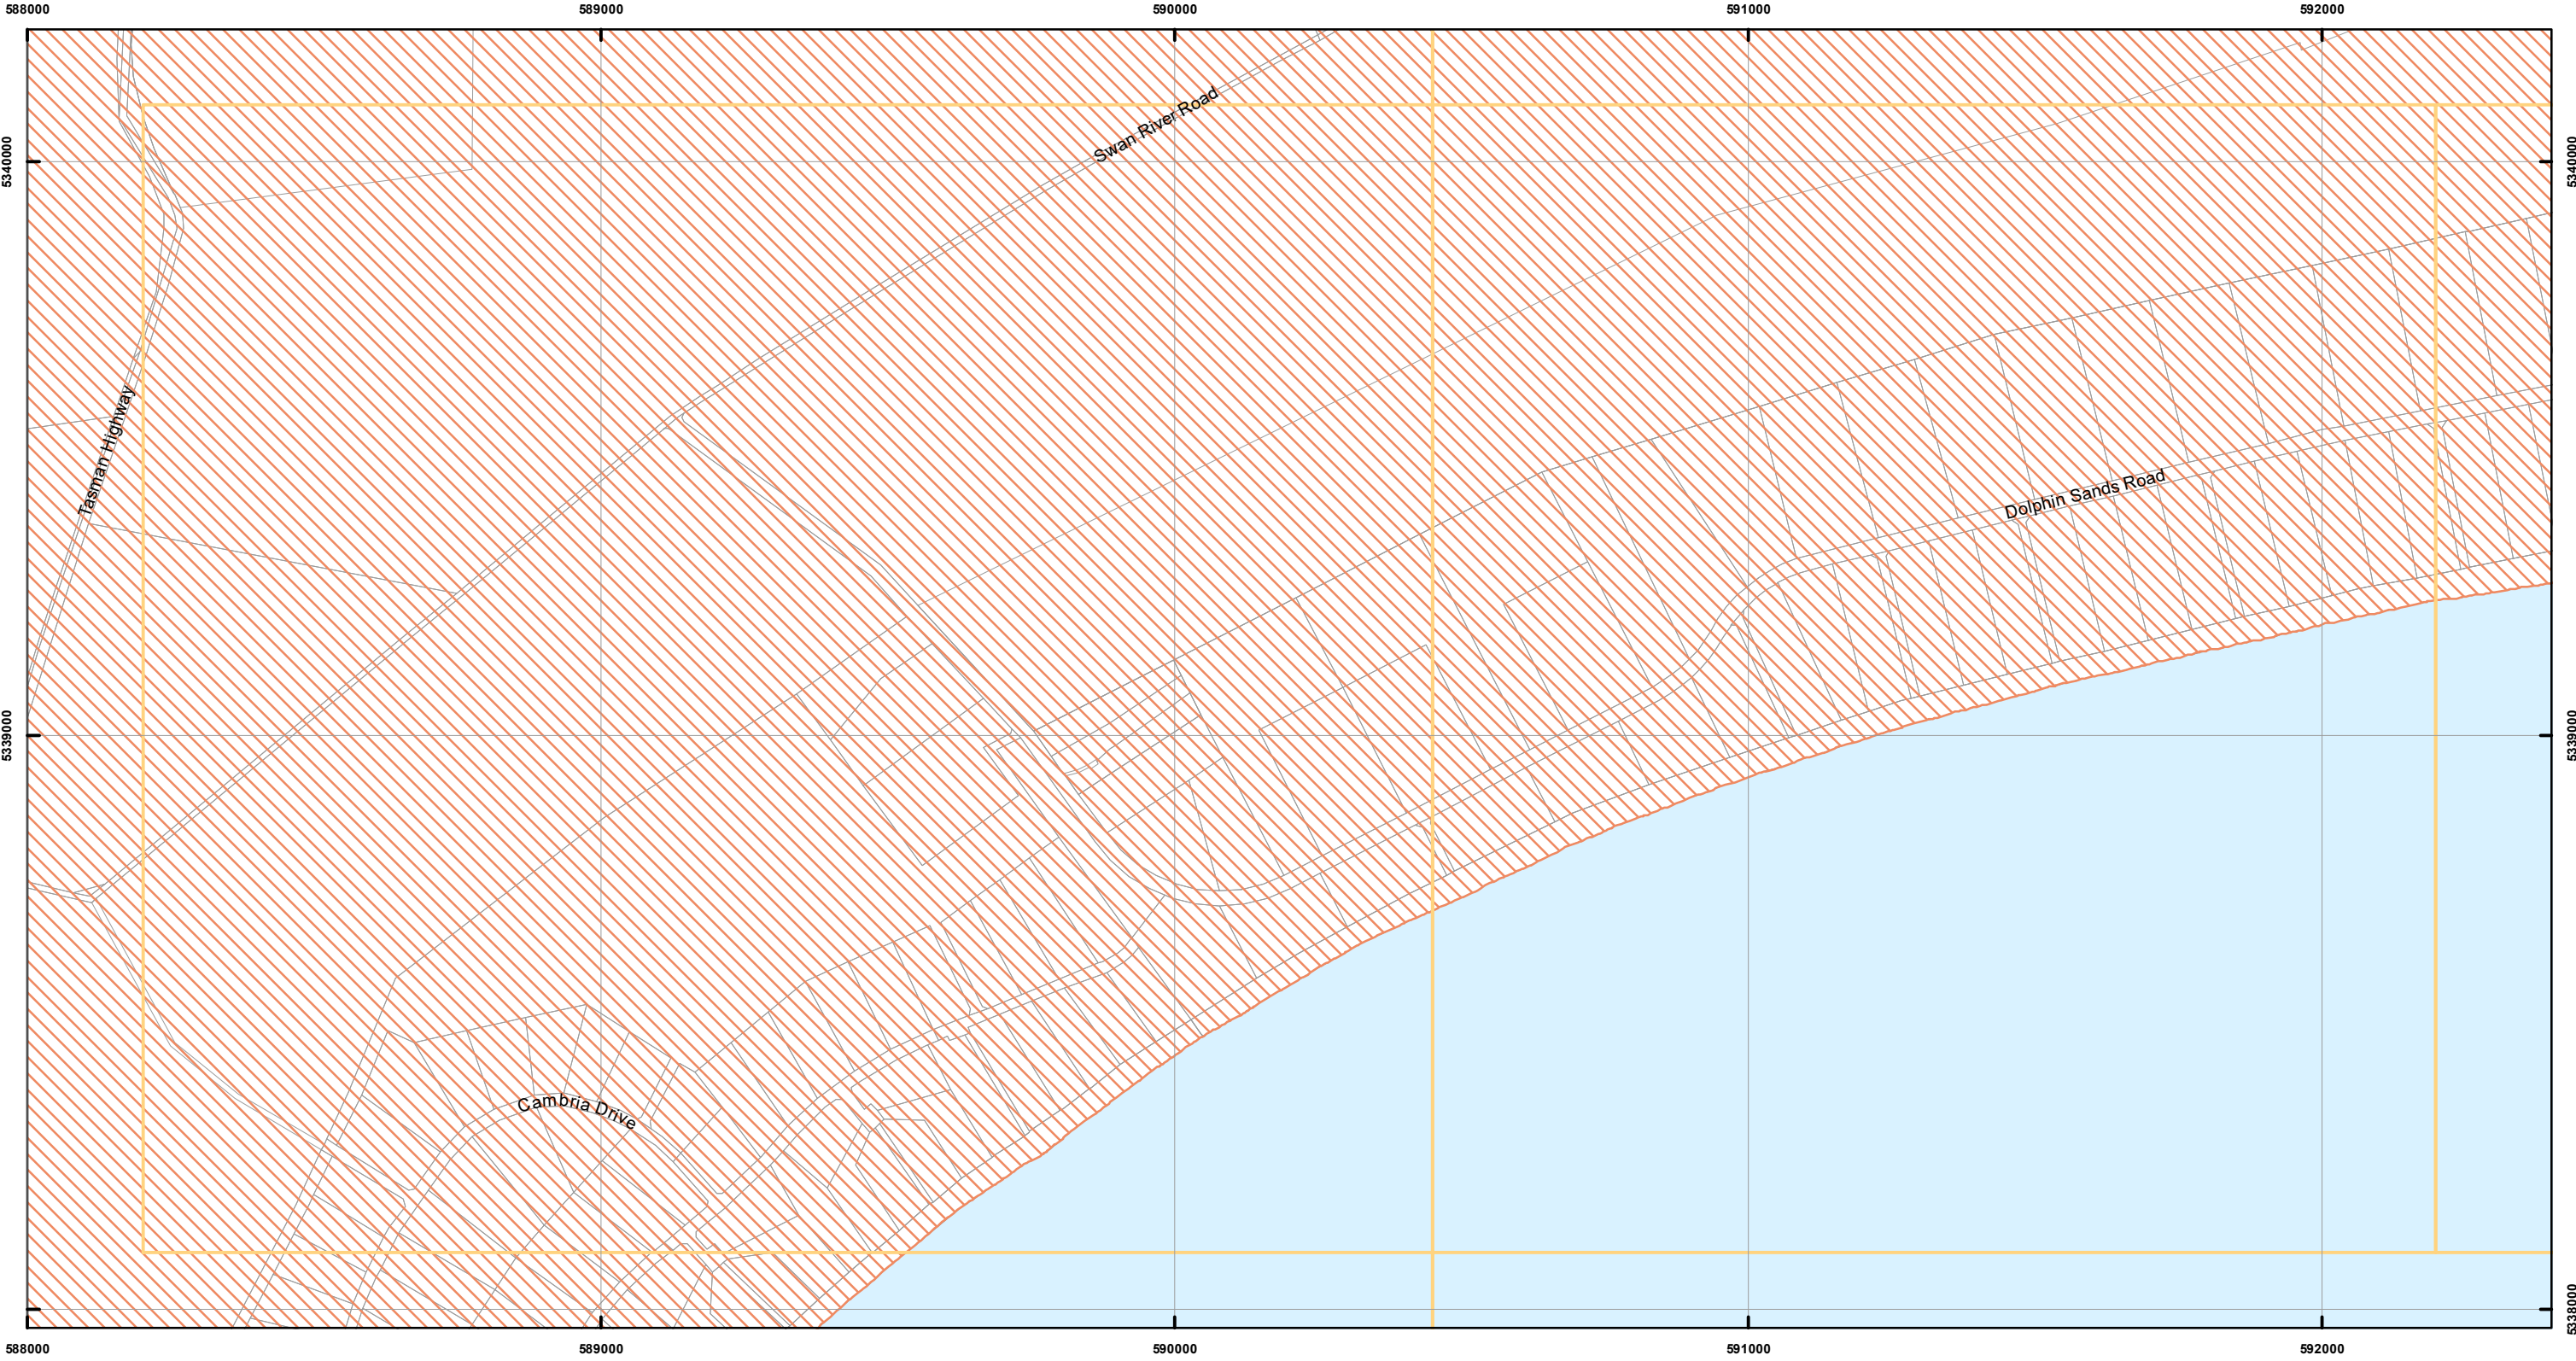 588000 589000 590000 591000 592000
Swan River Road
5340000 5340000
Tasman Highway
Dolphin Sands Road
5339000 5339000
Cambria Drive
5338000
588000 589000 590000 591000 592000